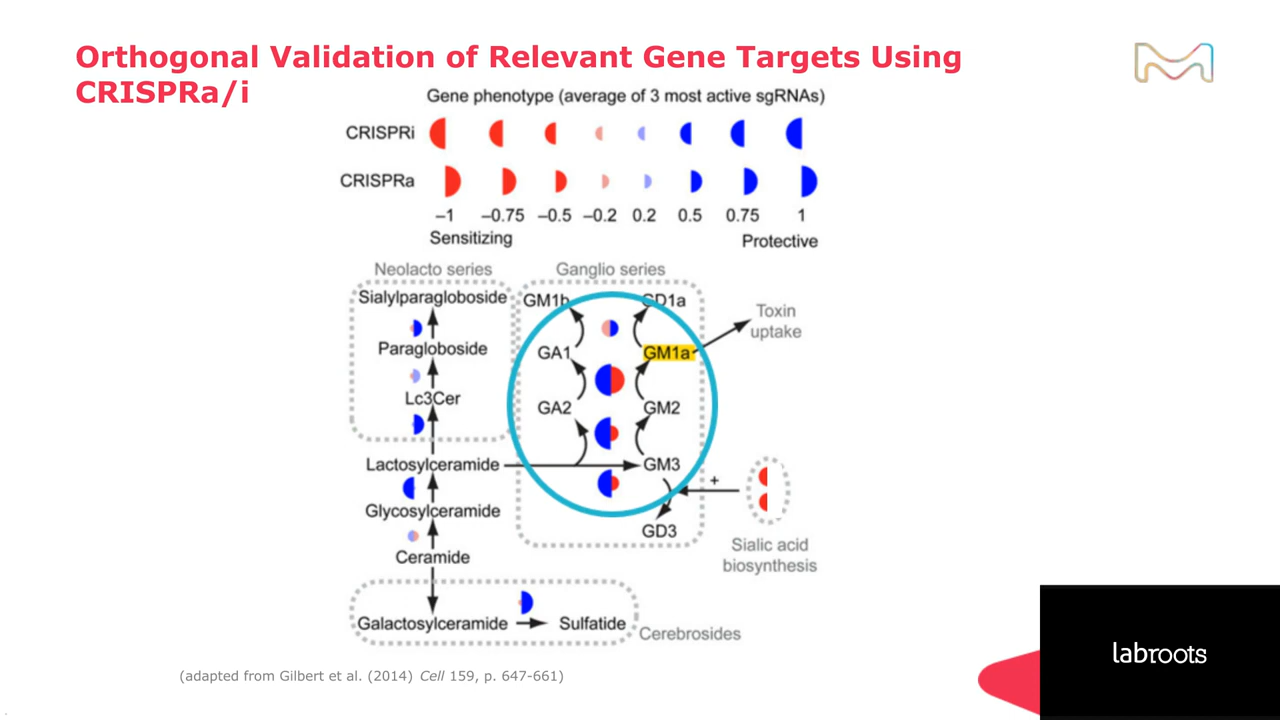 Orthogonal Validation of Relevant Gene Targets Using
CRISPRa/i
Gene phenotype (average of 3 most active sgRNAs)
CRISPRi
CRISPRa
–1 –0.75 –0.5 –0.2 0.2 0.5 0.75 1
Sensitizing Protective
Neolacto series Ganglio series
Sialylparagloboside GM1b GD1a
Toxin
uptake
Paragloboside GA1 GM1a
Lc3Cer GA2 GM2
Lactosylceramide GM3
+
Glycosylceramide
GD3
Sialic acid
biosynthesis
Ceramide
Galactosylceramide Sulfatide
Cerebrosides
(adapted from Gilbert et al. (2014) Cell 159, p. 647-661)
labroots